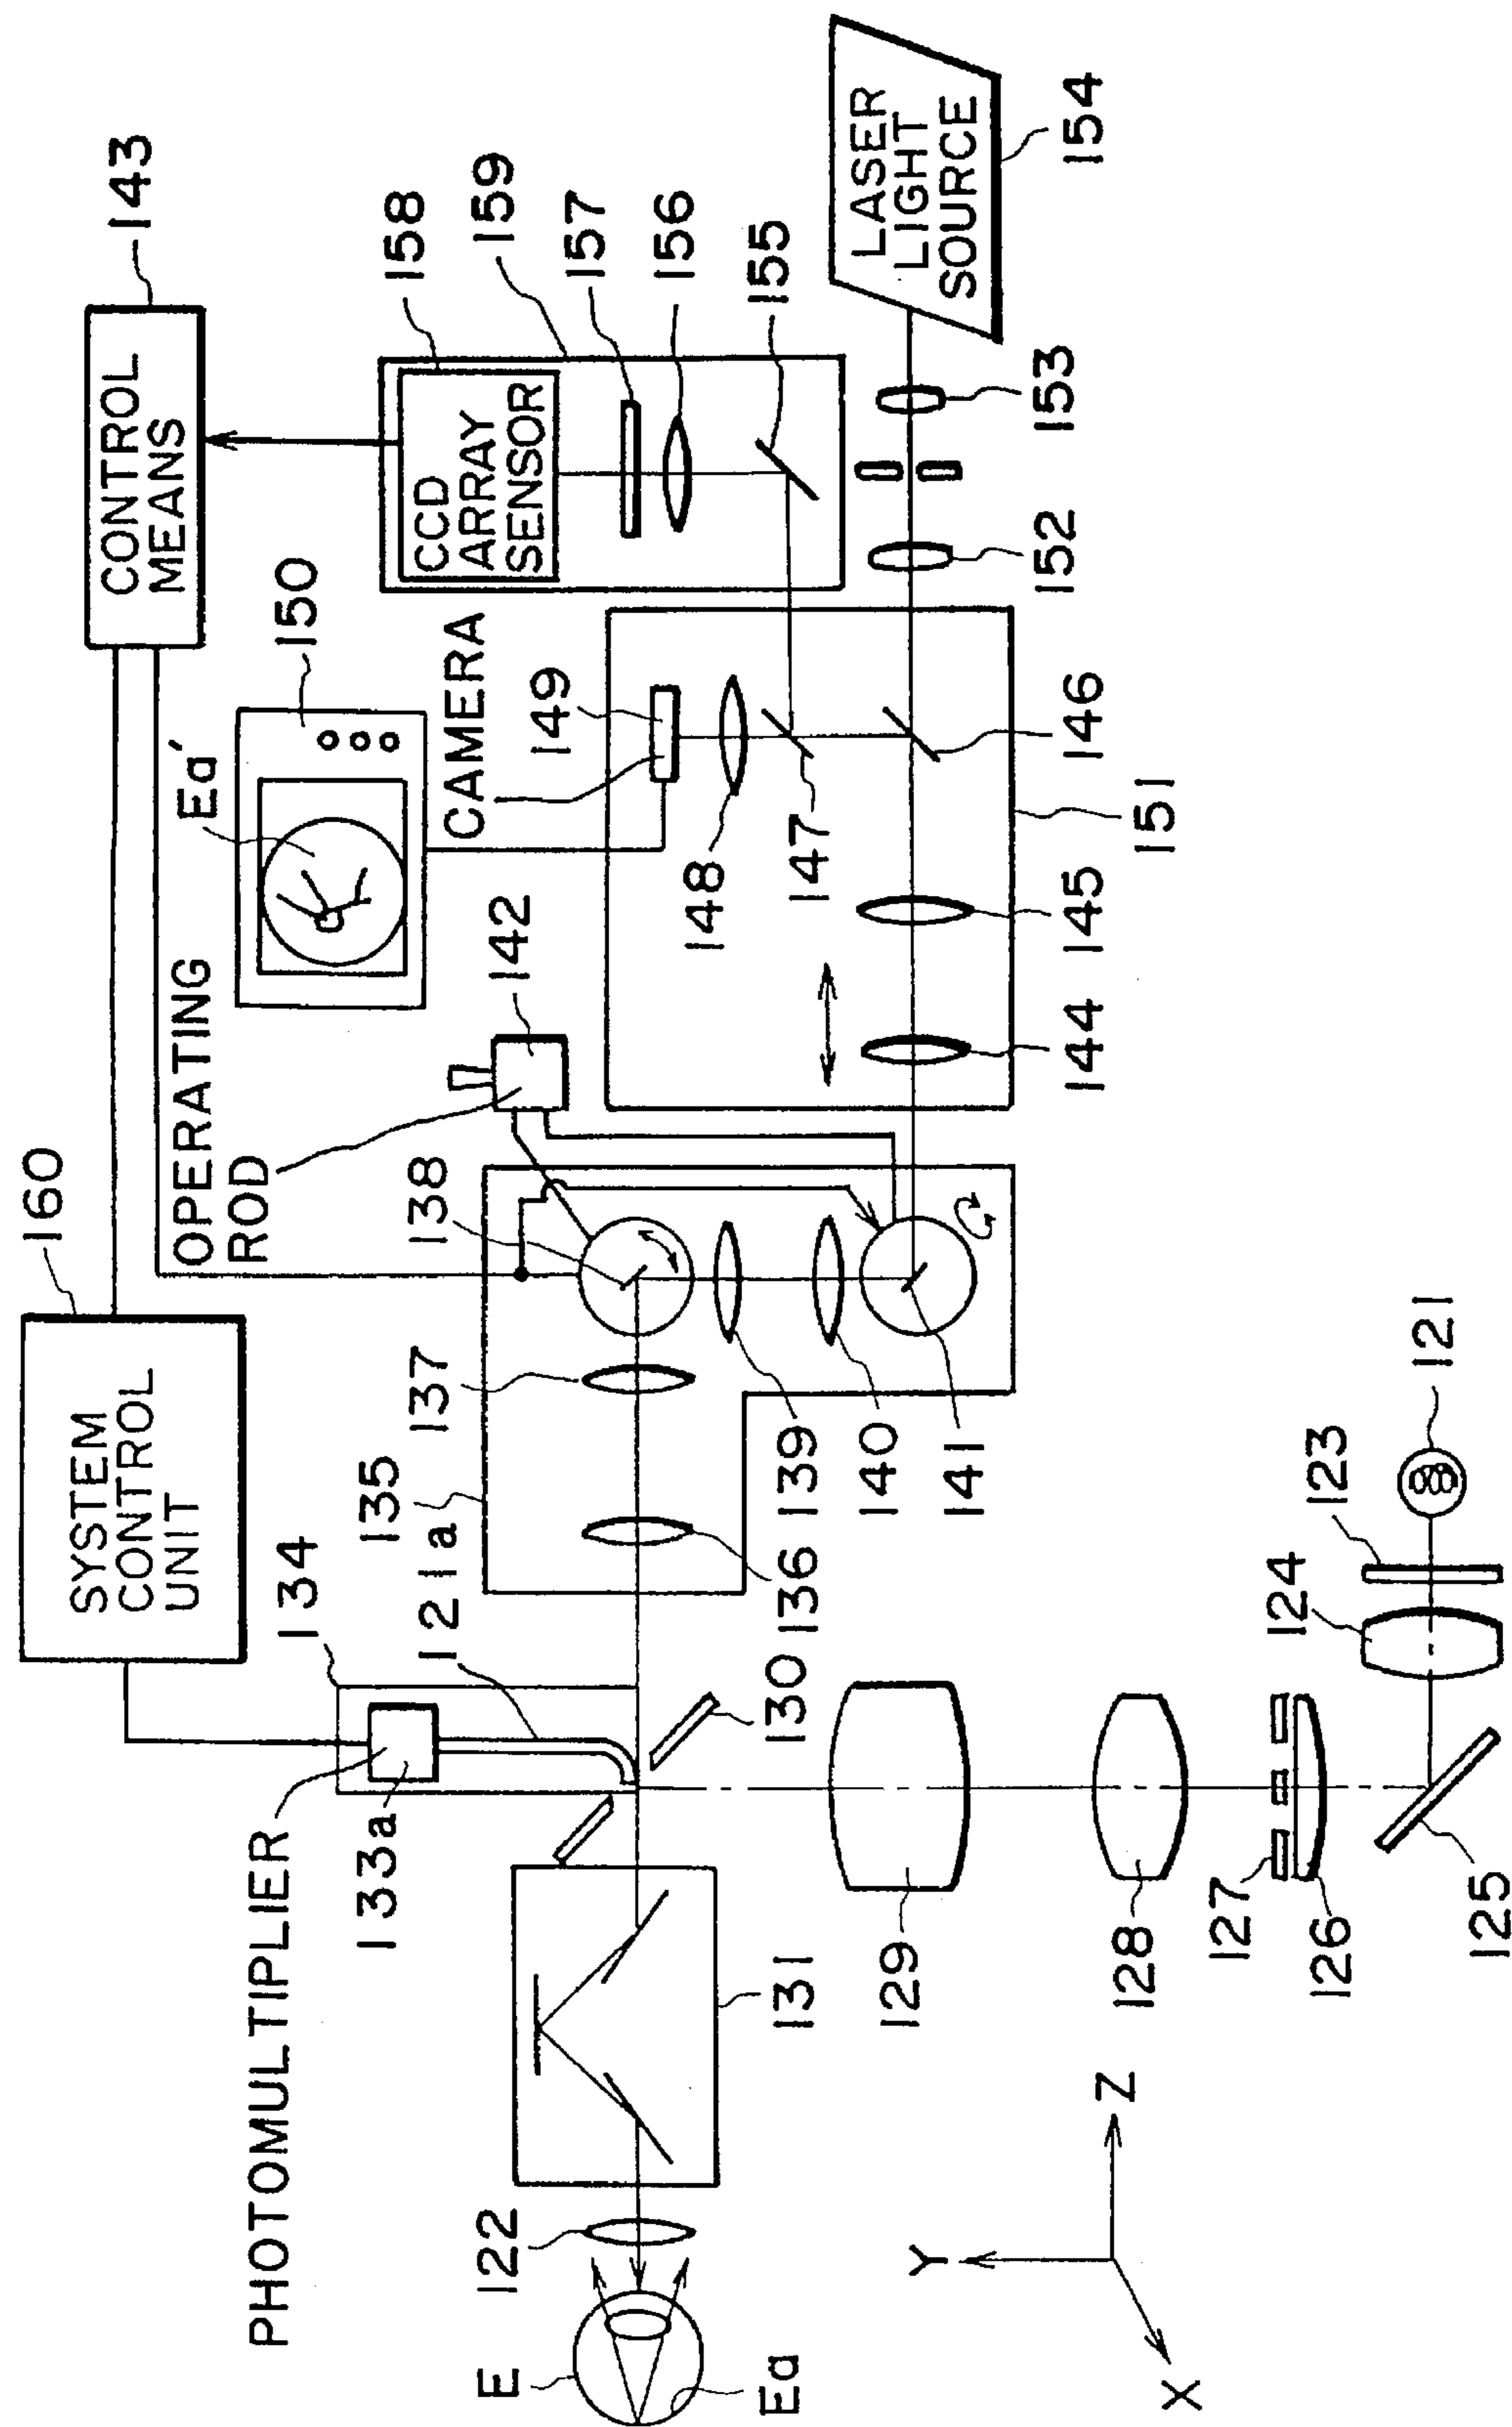 160
SYSTEM
CONTROL
UNIT
143
CONTROL
MEANS
OPERATING
ROD
150
Ea'
158
159
157
156
155
CCD
ARRAY
SENSOR
CAMERA
149
148
147
146
151
145
144
142
LASER
LIGHT
SOURCE
154
153
152
PHOTOMULTIPLIER
133a
134
121a
135
137
138
136
139
140
141
130
131
122
E
Ea
129
128
127
126
125
124
123
121
Y
Z
X